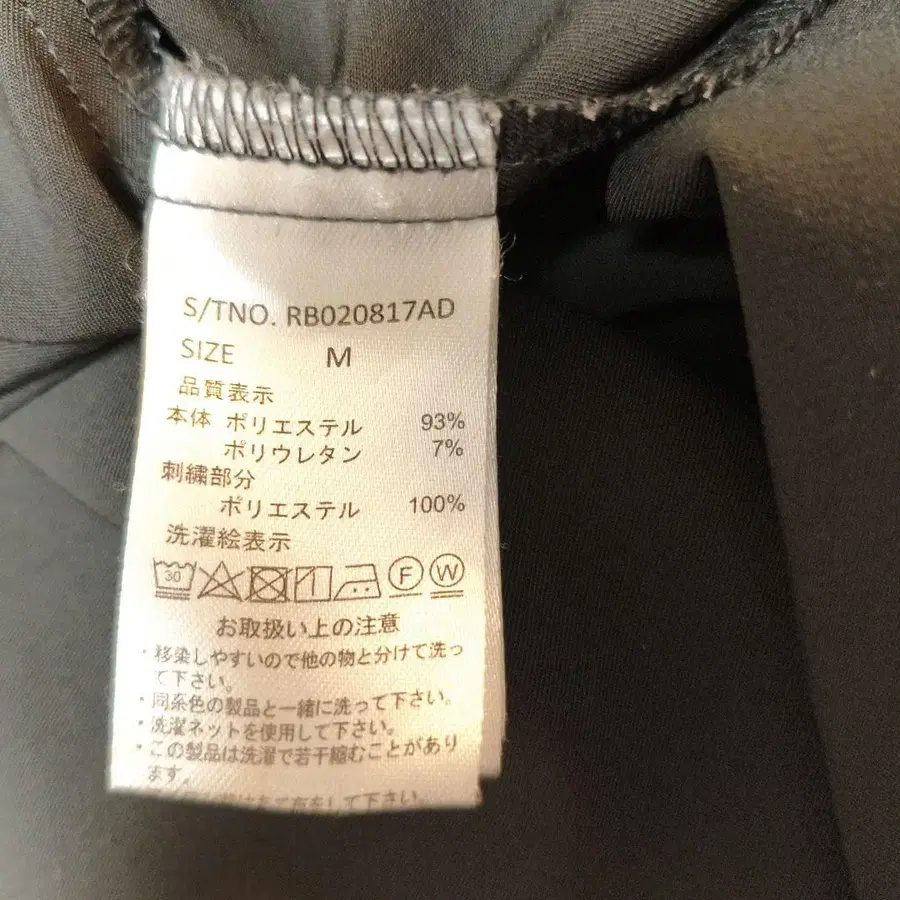 S/TNO. RB020817AD
SIZE M
品質表示
本体 ポリエステル 93%
ポリウレタン 7%
刺繍部分
ポリエステル 100%
洗濯絵表示
30 F W
お取扱い上の注意
・移染しやすいので他の物と分けて洗っ
て下さい。
・同系色の製品と一緒に洗って下さい。
・洗濯ネットを使用して下さい。
・この製品は洗濯で若干縮むことがあり
ます。
して下さい。